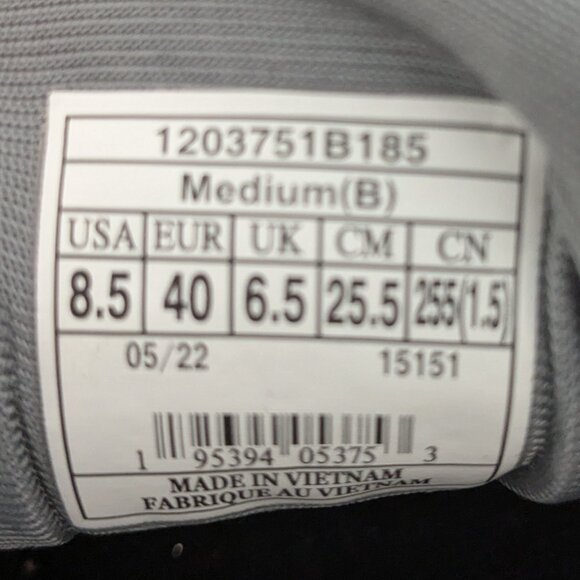 1203751B185
Medium(B)
USA EUR UK CM CN
8.5 40 6.5 25.5 255(1.5)
05/22 15151
1 95394 05375 3
MADE IN VIETNAM
FABRIQUE AU VIETNAM